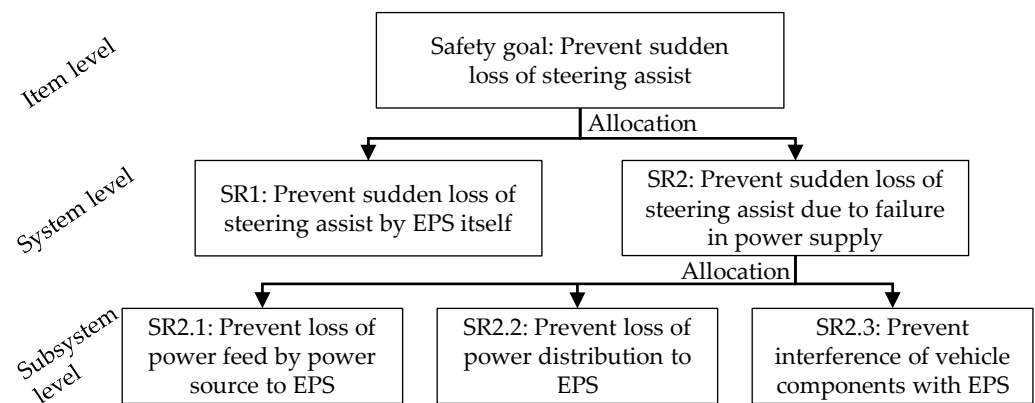 Item level
Safety goal: Prevent sudden
loss of steering assist
Allocation
System level
SR1: Prevent sudden loss of
steering assist by EPS itself
SR2: Prevent sudden loss of
steering assist due to failure
in power supply
Allocation
Subsystem
level
SR2.1: Prevent loss of
power feed by power
source to EPS
SR2.2: Prevent loss of
power distribution to
EPS
SR2.3: Prevent
interference of vehicle
components with EPS